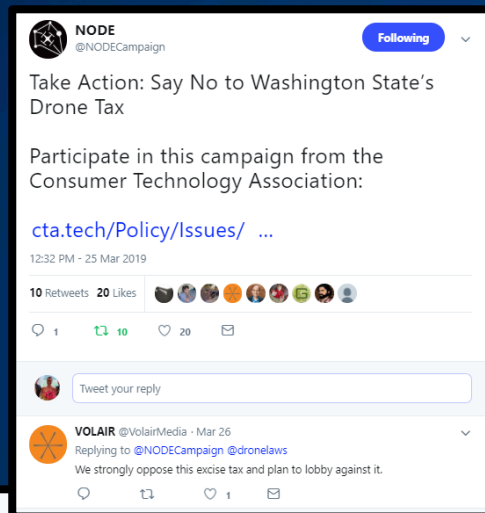 NODE
@NODECampaign
Following
Take Action: Say No to Washington State's
Drone Tax
Participate in this campaign from the
Consumer Technology Association:
cta.tech/Policy/Issues/ ...
12:32 PM - 25 Mar 2019
10 Retweets 20 Likes
G
1 10 20
Tweet your reply
VOLAIR @VolairMedia · Mar 26
Replying to @NODECampaign @dronelaws
We strongly oppose this excise tax and plan to lobby against it.
1